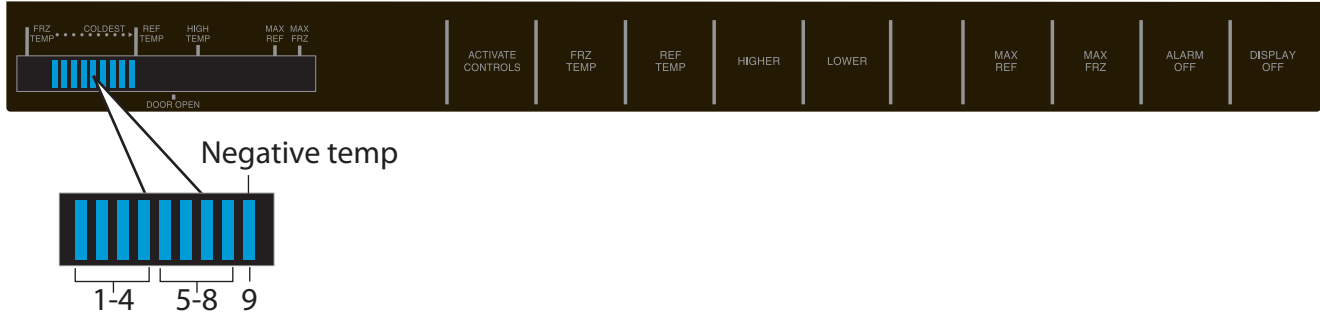 FRZ
TEMP
COLDEST
REF
TEMP
HIGH
TEMP
MAX
REF
MAX
FRZ
DOOR OPEN
ACTIVATE
CONTROLS
FRZ
TEMP
REF
TEMP
HIGHER
LOWER
MAX
REF
MAX
FRZ
ALARM
OFF
DISPLAY
OFF
Negative temp
1-4
5-8
9